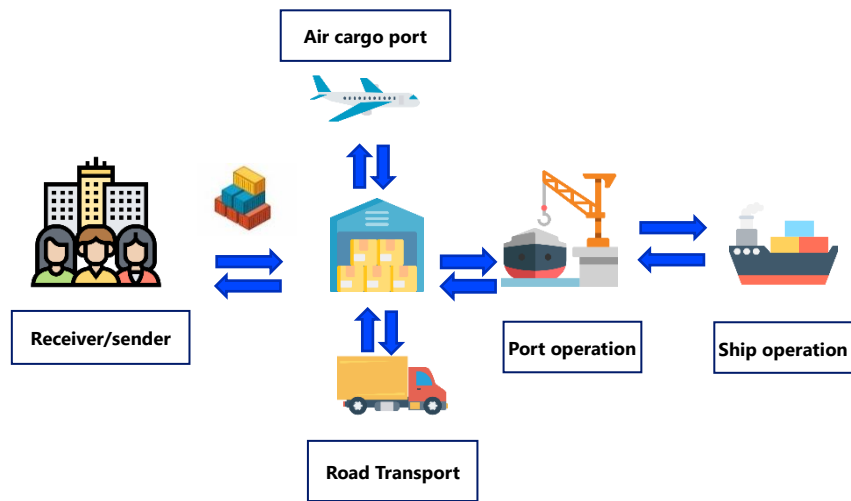 Air cargo port
Receiver/sender
Port operation
Ship operation
Road Transport